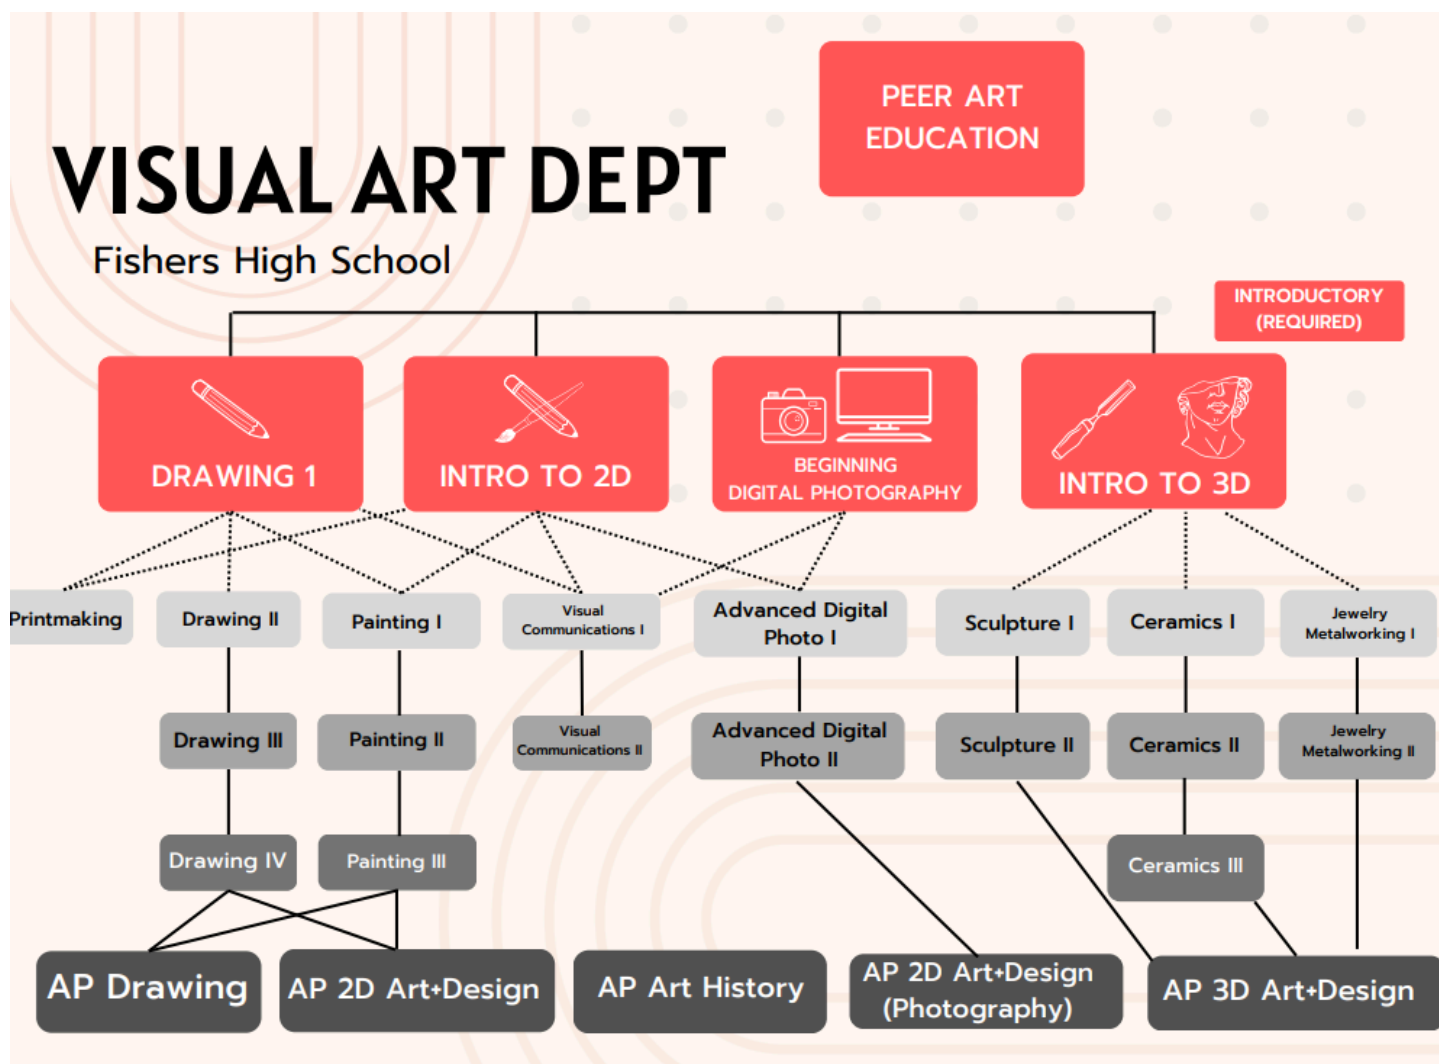 PEER ART
EDUCATION
VISUAL ART DEPT
Fishers High School
INTRODUCTORY
(REQUIRED)
DRAWING 1
INTRO TO 2D
BEGINNING
DIGITAL PHOTOGRAPHY
INTRO TO 3D
Printmaking
Drawing II
Painting I
Visual
Communications I
Advanced Digital
Photo I
Sculpture I
Ceramics I
Jewelry
Metalworking I
Drawing III
Painting II
Visual
Communications II
Advanced Digital
Photo II
Sculpture II
Ceramics II
Jewelry
Metalworking II
Drawing IV
Painting III
Ceramics III
AP Drawing
AP 2D Art+Design
AP Art History
AP 2D Art+Design
(Photography)
AP 3D Art+Design